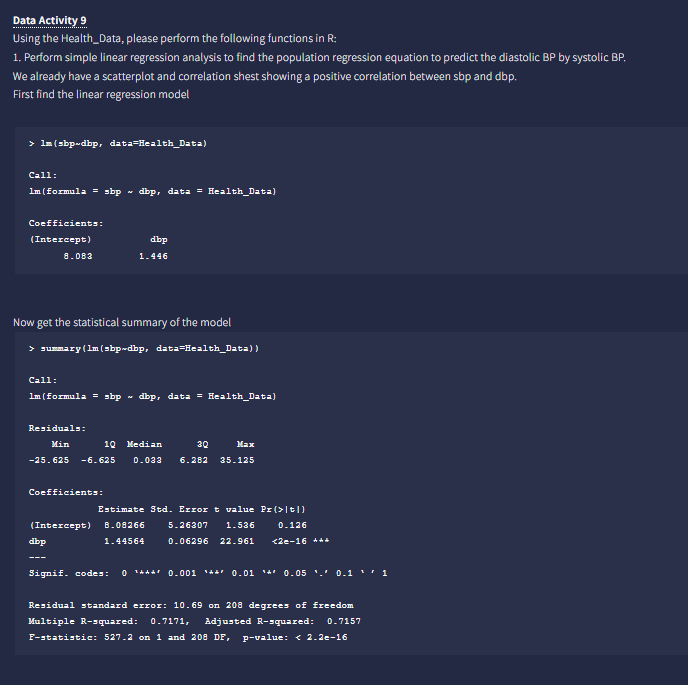 Data Activity 9
Using the Health_Data, please perform the following functions in R:
1. Perform simple linear regression analysis to find the population regression equation to predict the diastolic BP by systolic BP.
We already have a scatterplot and correlation shest showing a positive correlation between sbp and dbp.
First find the linear regression model
> lm(sbp~dbp, data=Health_Data)
Call:
lm(formula = sbp ~ dbp, data = Health_Data)
Coefficients:
(Intercept) dbp
8.083 1.446
Now get the statistical summary of the model
> summary(lm(sbp~dbp, data=Health_Data))
Call:
lm(formula = sbp ~ dbp, data = Health_Data)
Residuals:
Min 1Q Median 3Q Max
-25.625 -6.625 0.033 6.282 35.125
Coefficients:
Estimate Std. Error t value Pr(>|t|)
(Intercept) 8.08266 5.26307 1.536 0.126
dbp 1.44564 0.06296 22.961 <2e-16 ***
---
Signif. codes: 0 ‘***’ 0.001 ‘**’ 0.01 ‘*’ 0.05 ‘.’ 0.1 ‘ ’ 1
Residual standard error: 10.69 on 208 degrees of freedom
Multiple R-squared: 0.7171, Adjusted R-squared: 0.7157
F-statistic: 527.2 on 1 and 208 DF, p-value: < 2.2e-16